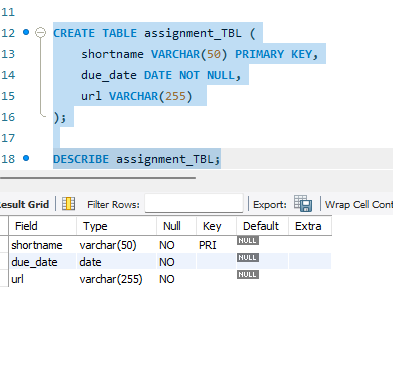 11
12 CREATE TABLE assignment_TBL (
13 shortname VARCHAR(50) PRIMARY KEY,
14 due_date DATE NOT NULL,
15 url VARCHAR(255)
16 );
17
18 DESCRIBE assignment_TBL;
Result Grid Filter Rows: Export: Wrap Cell Cont
Field Type Null Key Default Extra
shortname varchar(50) NO PRI NULL
due_date date NO NULL
url varchar(255) NO NULL